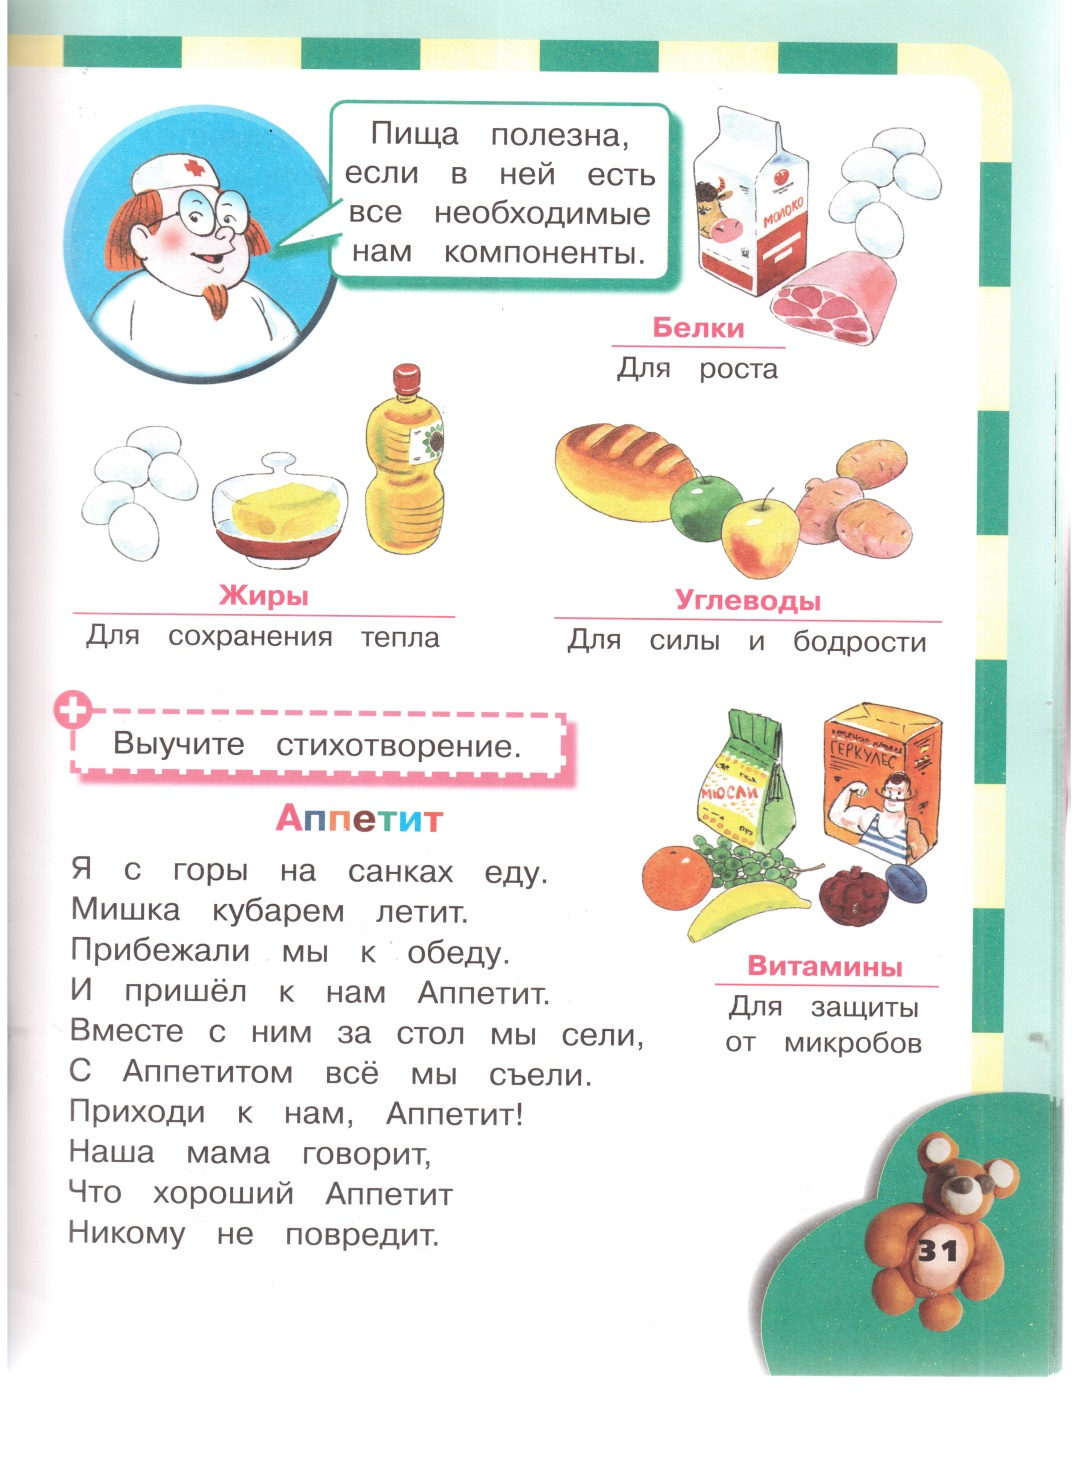 Пища полезна,
если в ней есть
все необходимые
нам компоненты.
МОЛОКО
Белки
Для роста
Жиры
Для сохранения тепла
Углеводы
Для силы и бодрости
Выучите стихотворение.
МЮСЛИ
ГЕРКУЛЕС
Витамины
Для защиты
от микробов
Аппетит
Я с горы на санках еду.
Мишка кубарем летит.
Прибежали мы к обеду.
И пришёл к нам Аппетит.
Вместе с ним за стол мы сели,
С Аппетитом всё мы съели.
Приходи к нам, Аппетит!
Наша мама говорит,
Что хороший Аппетит
Никому не повредит.
31